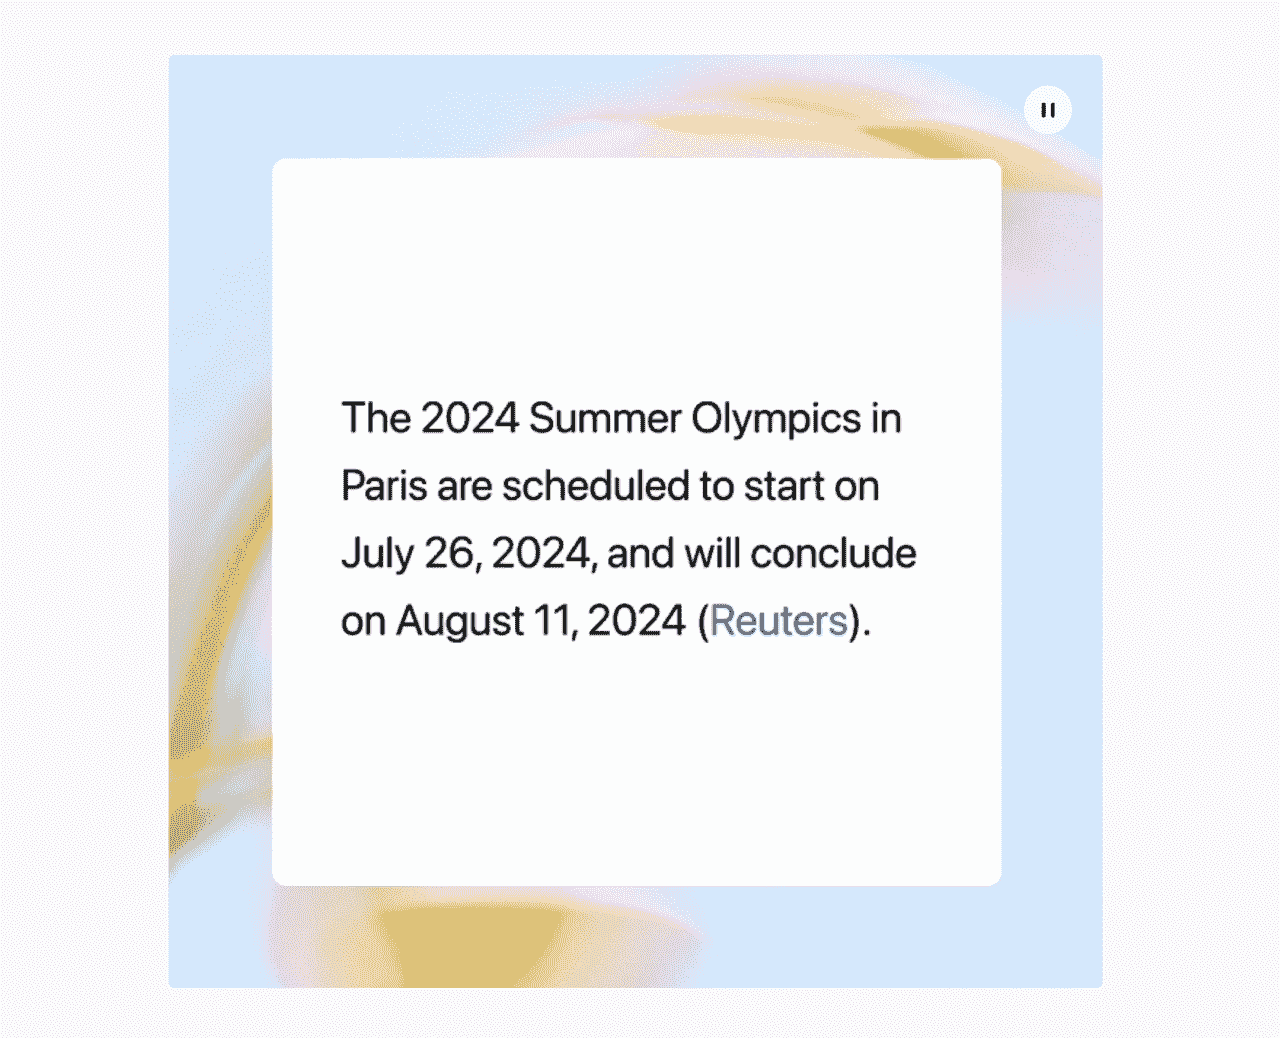 The 2024 Summer Olympics in
Paris are scheduled to start on
July 26, 2024, and will conclude
on August 11, 2024 (Reuters).